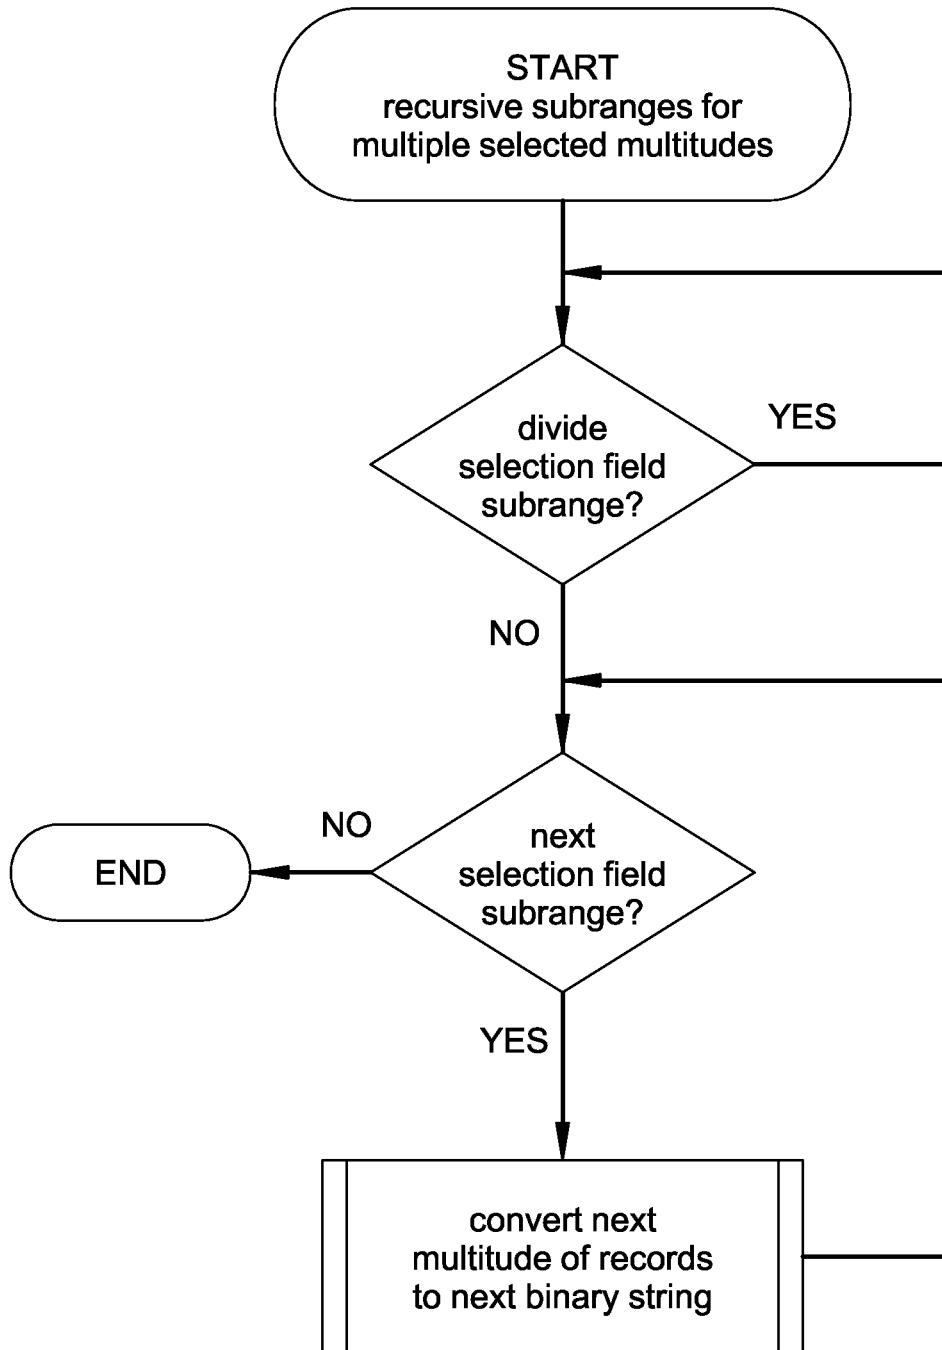 START
recursive subranges for
multiple selected multitudes
YES
divide
selection field
subrange?
NO
NO
next
selection field
subrange?
END
YES
convert next
multitude of records
to next binary string